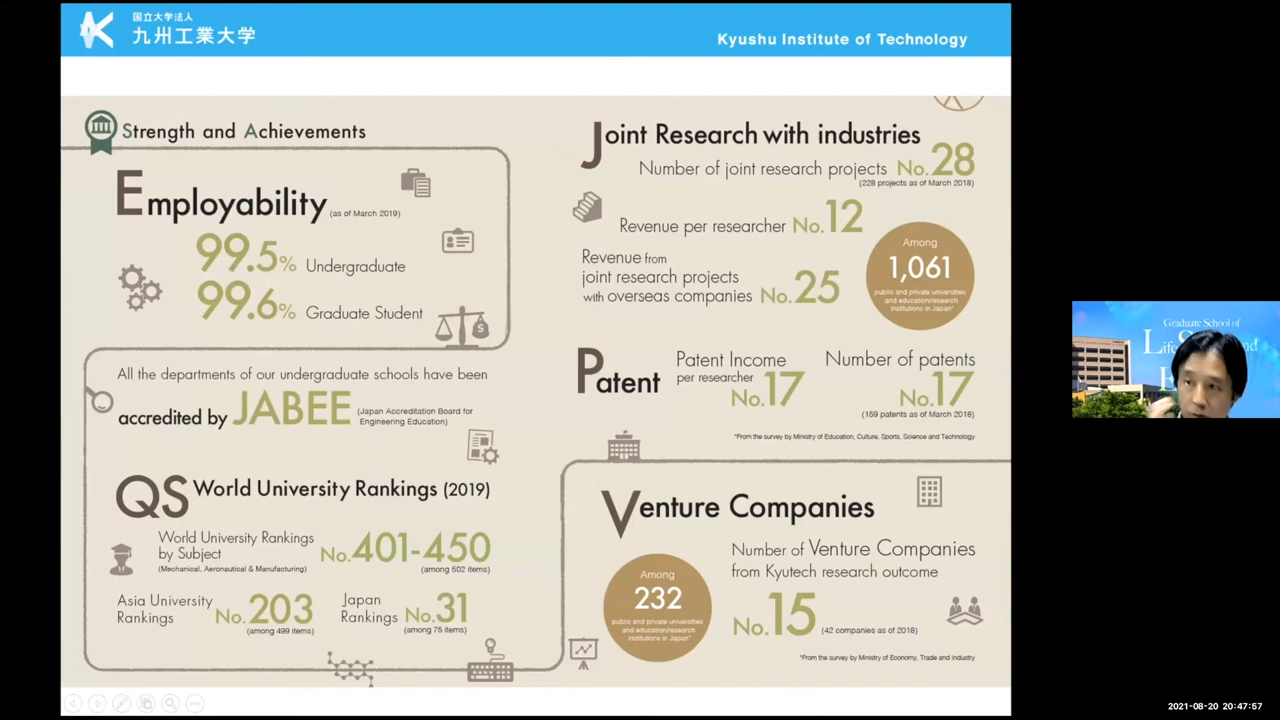 国立大学法人
九州工業大学
Kyushu Institute of Technology
Strength and Achievements
Employability (as of March 2019)
99.5% Undergraduate
99.6% Graduate Student
All the departments of our undergraduate schools have been
accredited by JABEE (Japan Accreditation Board for
Engineering Education)
QS World University Rankings (2019)
World University Rankings
by Subject
(Mechanical, Aeronautical & Manufacturing)
No.401-450
(among 502 items)
Asia University
Rankings
No.203
(among 499 items)
Japan
Rankings
No.31
(among 75 items)
Joint Research with industries
Number of joint research projects No.28
(228 projects as of March 2018)
Revenue per researcher No.12
Revenue from
joint research projects
with overseas companies No.25
Among
1,061
public and private universities
and education/research
institutions in Japan*
Patent
Patent Income
per researcher
No.17
Number of patents
No.17
(159 patents as of March 2018)
*From the survey by Ministry of Education, Culture, Sports, Science and Technology
Venture Companies
Among
232
public and private universities
and education/research
institutions in Japan*
Number of Venture Companies
from Kyutech research outcome
No.15 (42 companies as of 2018)
*From the survey by Ministry of Economy, Trade and Industry
Graduate School of
2021-08-20 20:47:57